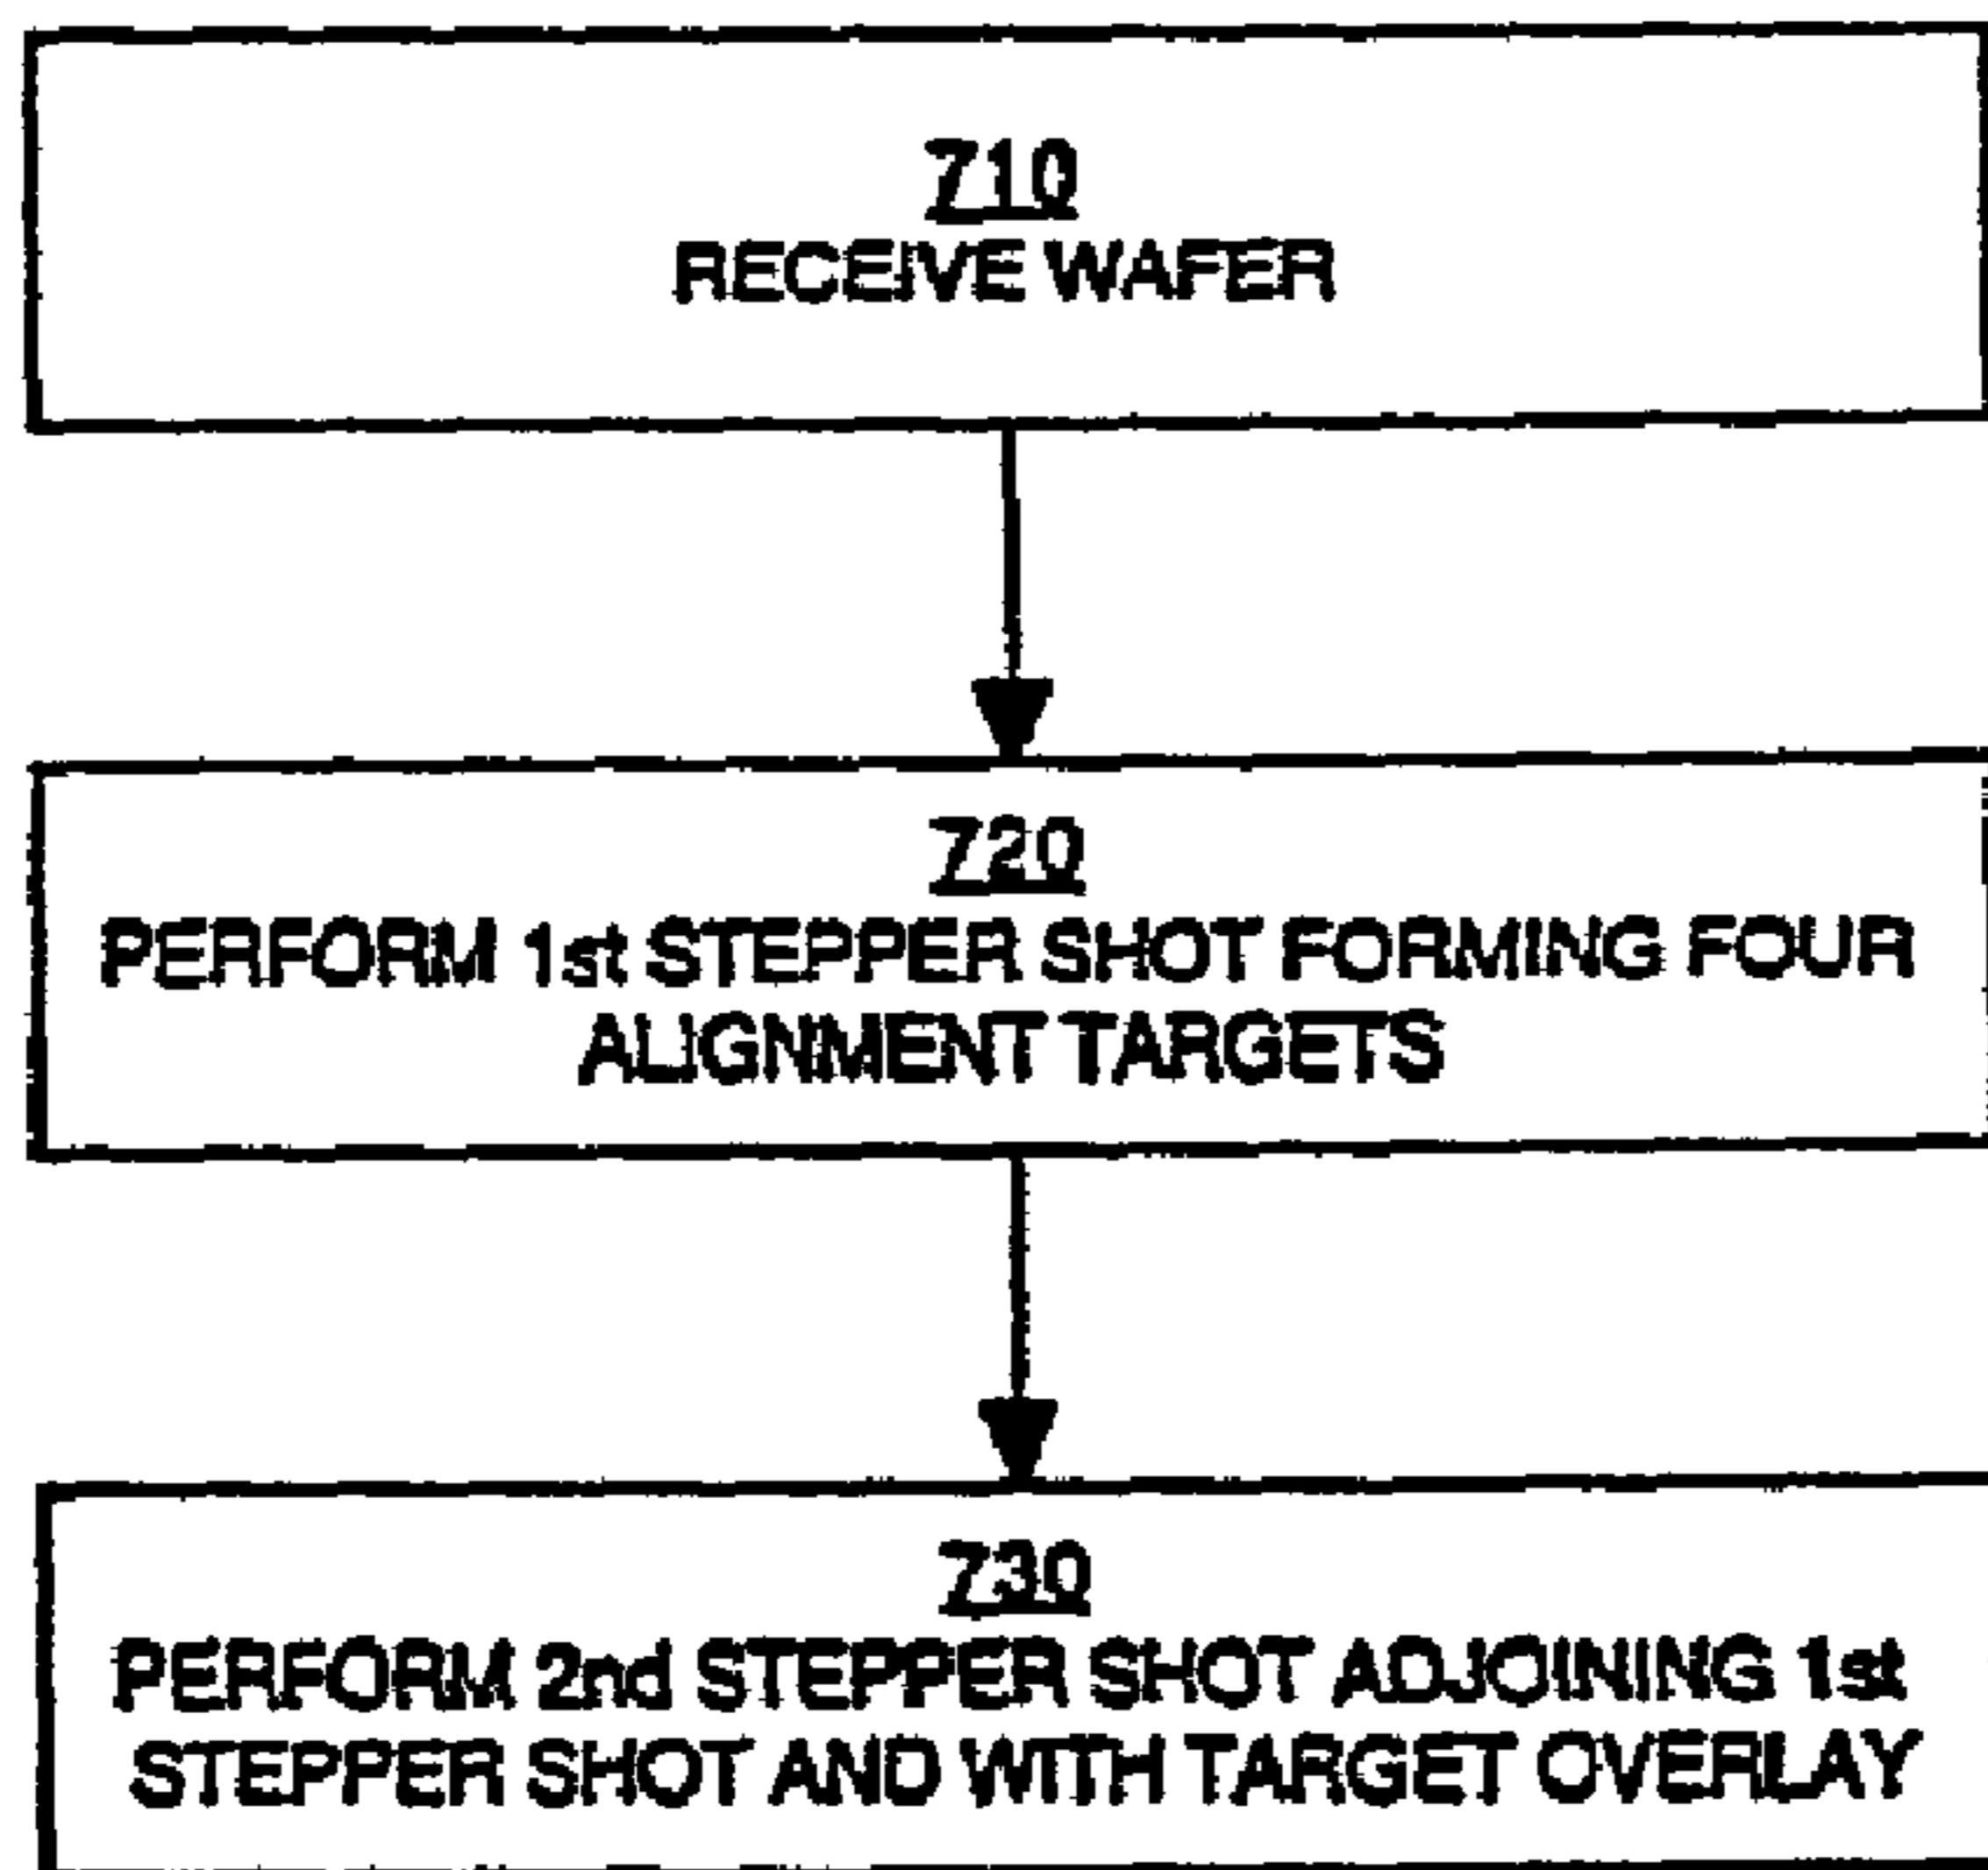 710
RECEIVE WAFER
720
PERFORM 1st STEPPER SHOT FORMING FOUR
ALIGNMENT TARGETS
730
PERFORM 2nd STEPPER SHOT ADJOINING 1st
STEPPER SHOT AND WITH TARGET OVERLAY